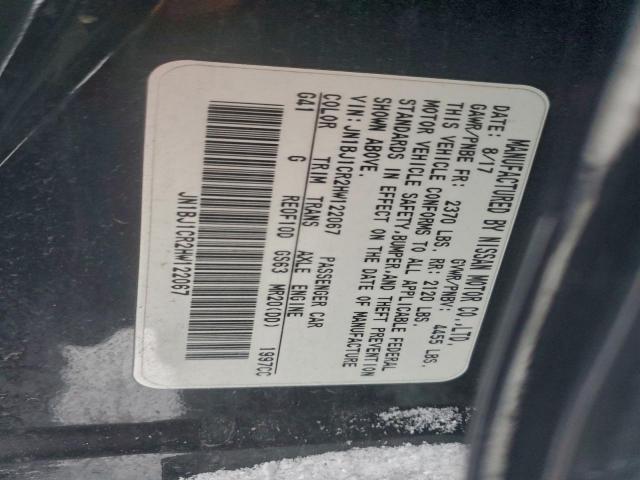 MANUFACTURED BY NISSAN MOTOR CO.,LTD.
DATE: 8/17 GVWR/PNBV: 4455 LBS.
GAWR/PNBE FR: 2370 LBS. RR: 2120 LBS.
THIS VEHICLE CONFORMS TO ALL APPLICABLE FEDERAL
MOTOR VEHICLE SAFETY,BUMPER,AND THEFT PREVENTION
STANDARDS IN EFFECT ON THE DATE OF MANUFACTURE
SHOWN ABOVE.
VIN:JN1BJ1CR2HW122067 PASSENGER CAR
COLOR TRIM TRANS AXLE ENGINE
G41 G RE0F10D GS63 MR20(DD) 1997CC
JN1BJ1CR2HW122067